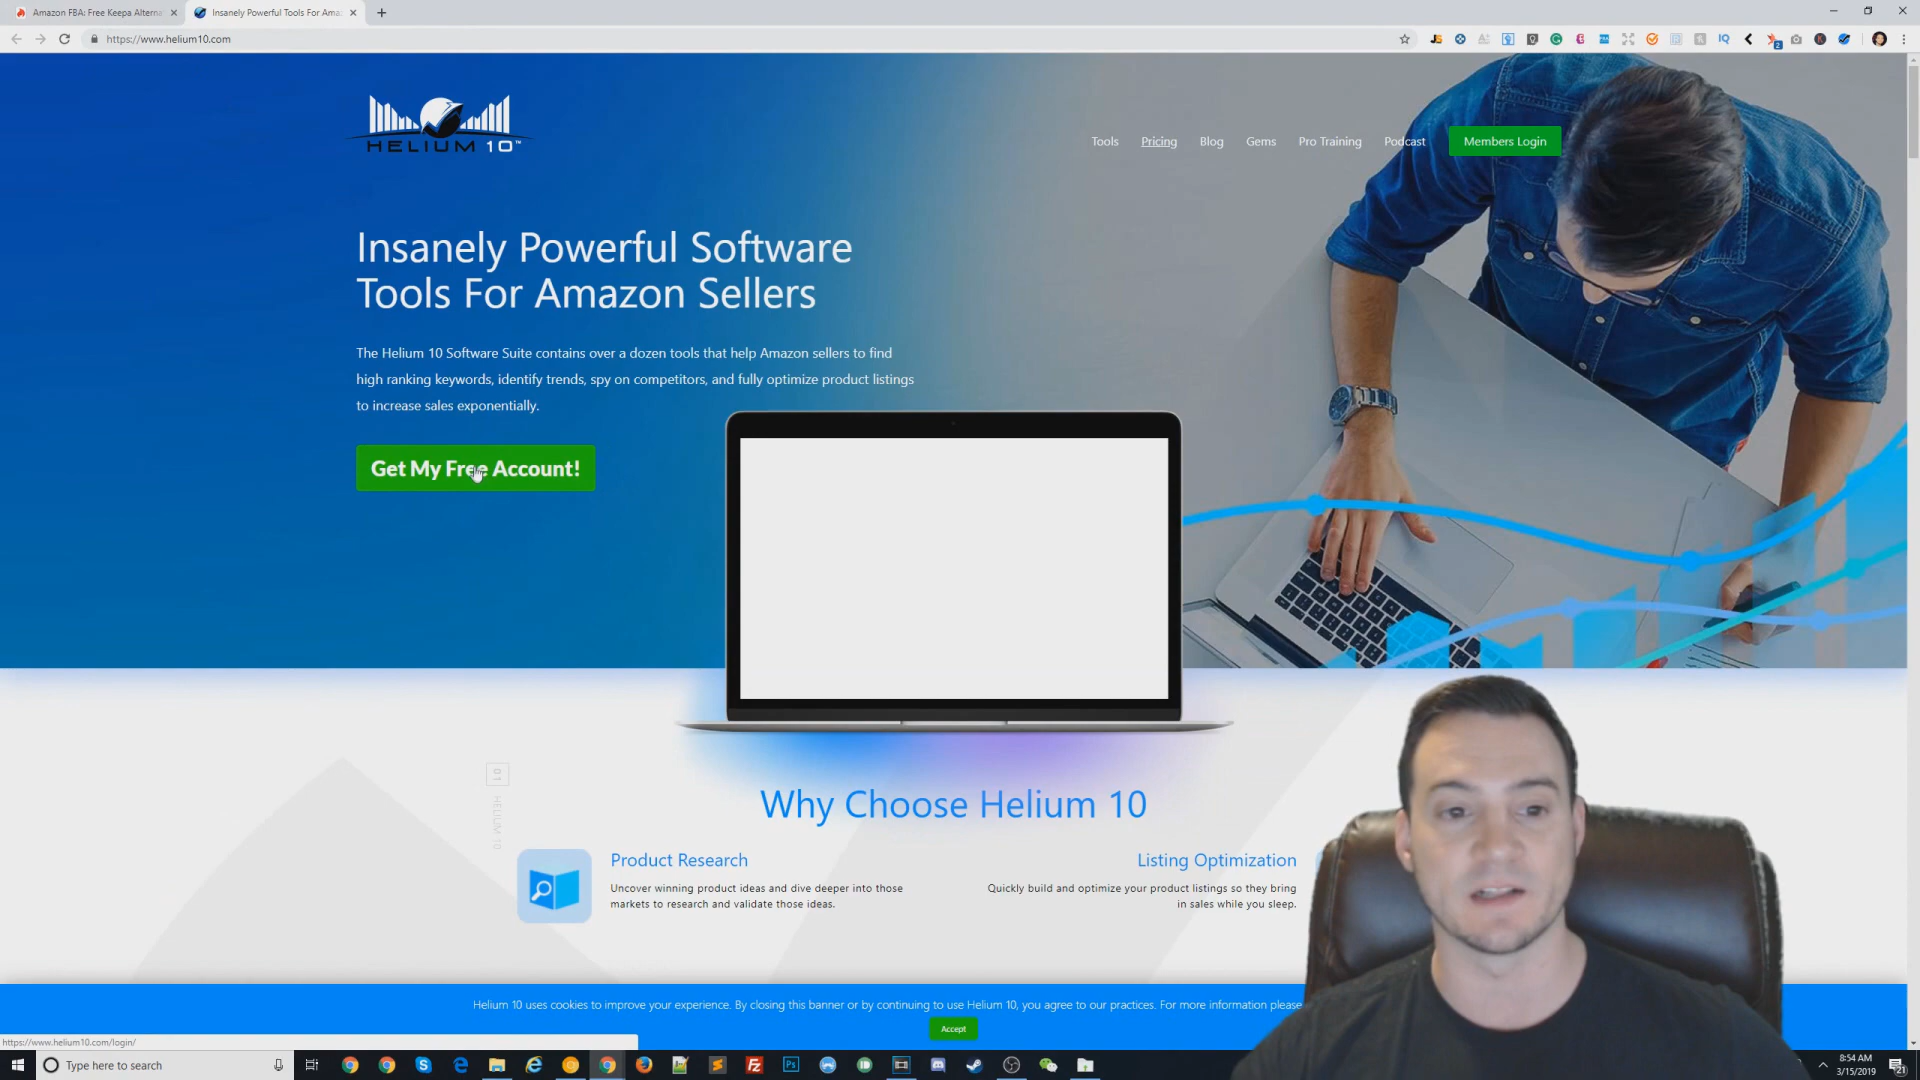 Amazon FBA: Free Keepa Alterna
Insanely Powerful Tools For Ama
https://www.helium10.com
HELIUM 10™
Tools
Pricing
Blog
Gems
Pro Training
Podcast
Members Login
Insanely Powerful Software
Tools For Amazon Sellers
The Helium 10 Software Suite contains over a dozen tools that help Amazon sellers to find
high ranking keywords, identify trends, spy on competitors, and fully optimize product listings
to increase sales exponentially.
Get My Free Account!
01
HELIUM 10
Why Choose Helium 10
Product Research
Uncover winning product ideas and dive deeper into those
markets to research and validate those ideas.
Listing Optimization
Quickly build and optimize your product listings so they bring
in sales while you sleep.
Helium 10 uses cookies to improve your experience. By closing this banner or by continuing to use Helium 10, you agree to our practices. For more information please
Accept
https://www.helium10.com/login/
Type here to search
8:54 AM
3/15/2019